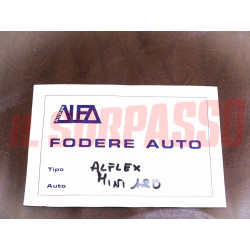 ALFA
IL SORPASSO
FODERE AUTO
Tipo ALFLEX
Auto MINI 120